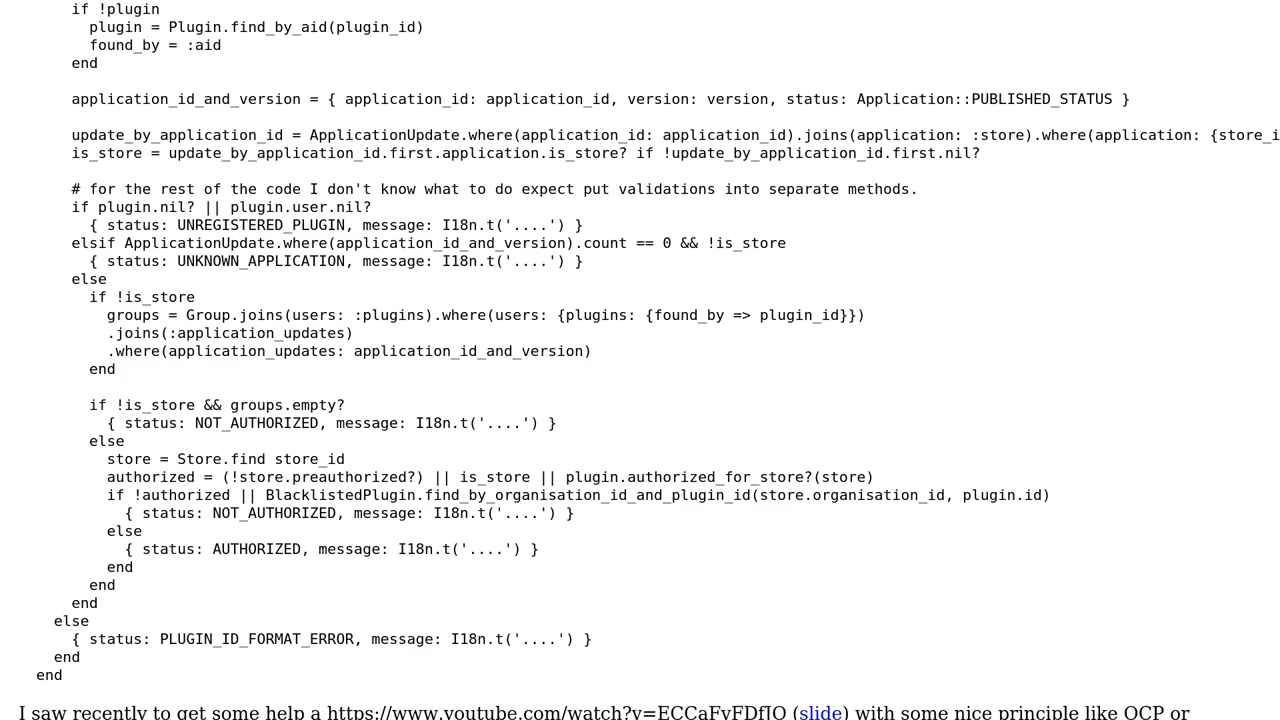 if !plugin
plugin = Plugin.find_by_aid(plugin_id)
found_by = :aid
end
application_id_and_version = { application_id: application_id, version: version, status: Application::PUBLISHED_STATUS }
update_by_application_id = ApplicationUpdate.where(application_id: application_id).joins(application: :store).where(application: {store_i
is_store = update_by_application_id.first.application.is_store? if !update_by_application_id.first.nil?
# for the rest of the code I don't know what to do expect put validations into separate methods.
if plugin.nil? || plugin.user.nil?
{ status: UNREGISTERED_PLUGIN, message: I18n.t('....') }
elsif ApplicationUpdate.where(application_id_and_version).count == 0 && !is_store
{ status: UNKNOWN_APPLICATION, message: I18n.t('....') }
else
if !is_store
groups = Group.joins(users: :plugins).where(users: {plugins: {found_by => plugin_id}})
.joins(:application_updates)
.where(application_updates: application_id_and_version)
end
if !is_store && groups.empty?
{ status: NOT_AUTHORIZED, message: I18n.t('....') }
else
store = Store.find store_id
authorized = (!store.preauthorized?) || is_store || plugin.authorized_for_store?(store)
if !authorized || BlacklistedPlugin.find_by_organisation_id_and_plugin_id(store.organisation_id, plugin.id)
{ status: NOT_AUTHORIZED, message: I18n.t('....') }
else
{ status: AUTHORIZED, message: I18n.t('....') }
end
end
end
else
{ status: PLUGIN_ID_FORMAT_ERROR, message: I18n.t('....') }
end
end
I saw recently to get some help a https://www.youtube.com/watch?v=ECCaFvFDfJQ (slide) with some nice principle like OCP or